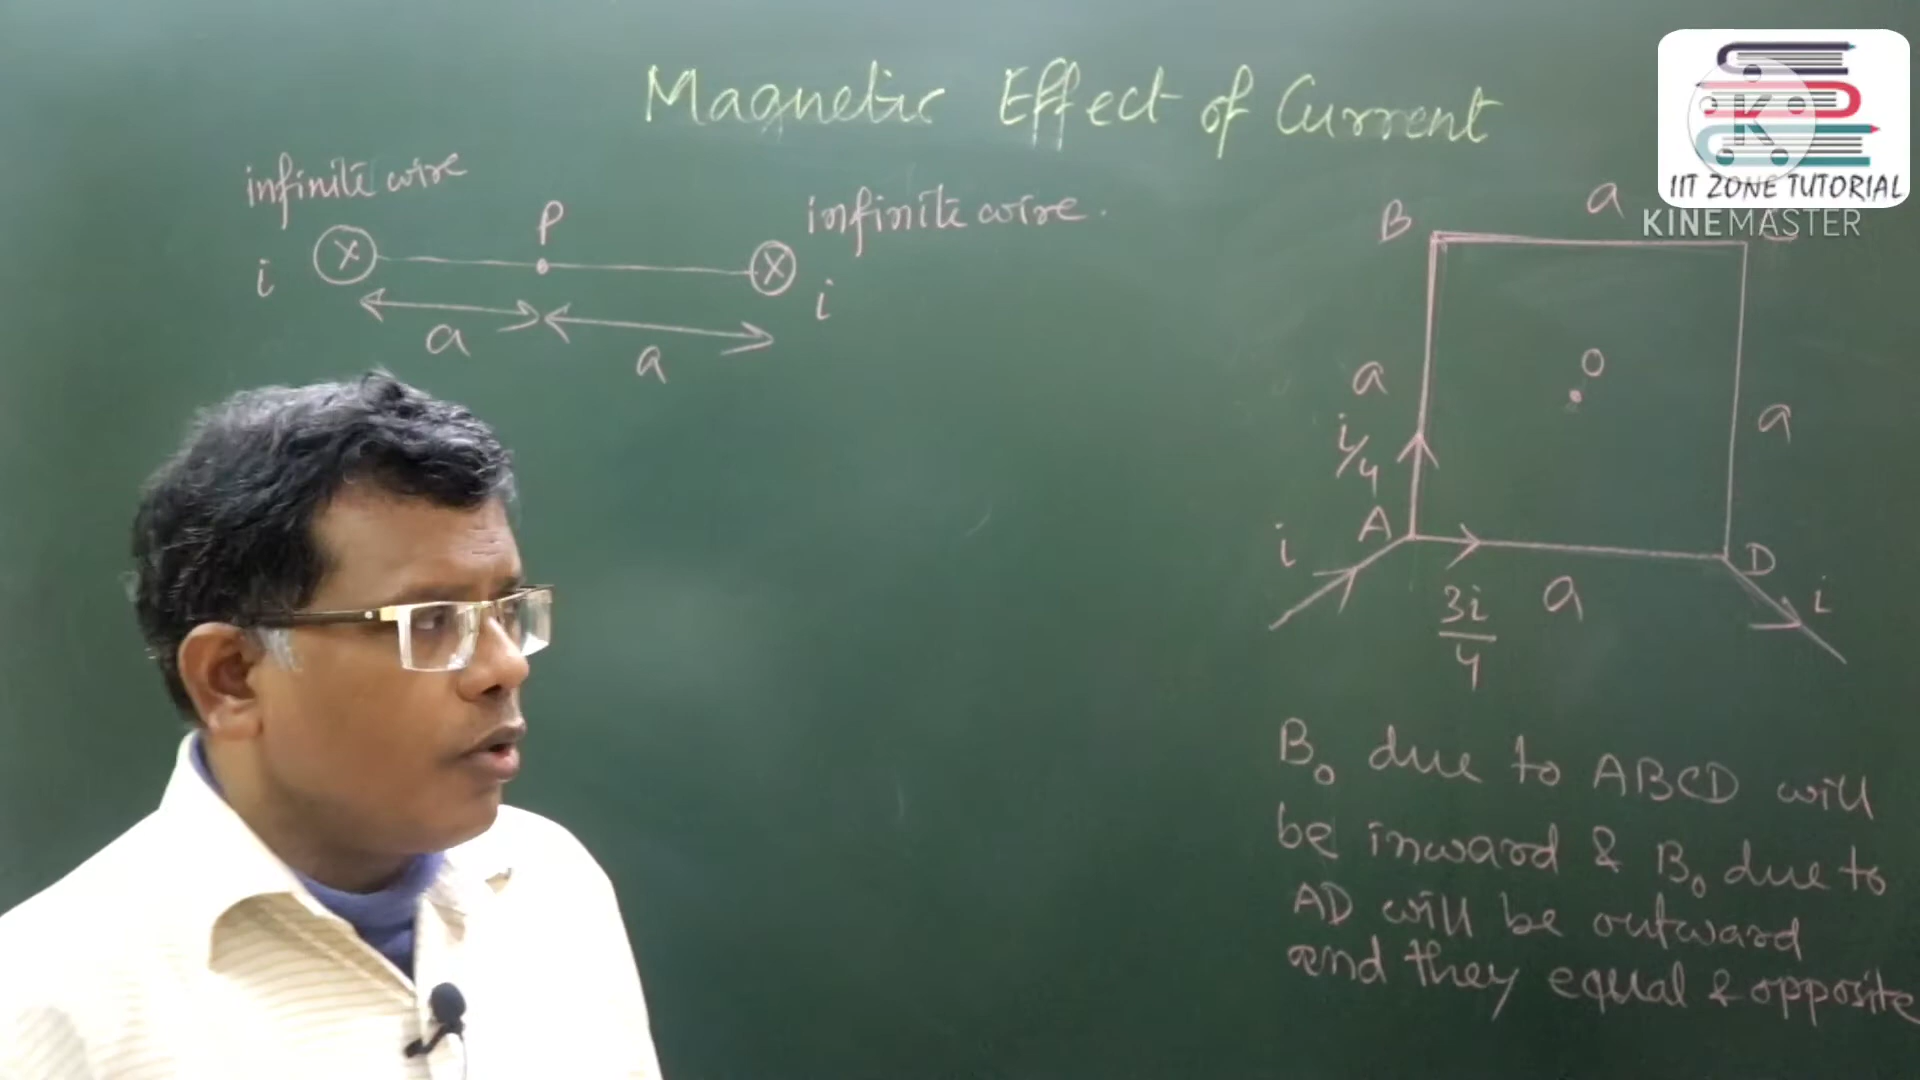 Magnetic Effect of Current
IIT ZONE TUTORIAL
KINEMASTER
K
infinite wire
infinite wire.
P
X
X
i
i
a
a
a
B
O
a
a
i/4
A
D
i
i
3i/4
a
B₀ due to ABCD will
be inward & B₀ due to
AD will be outward
and they equal & opposite